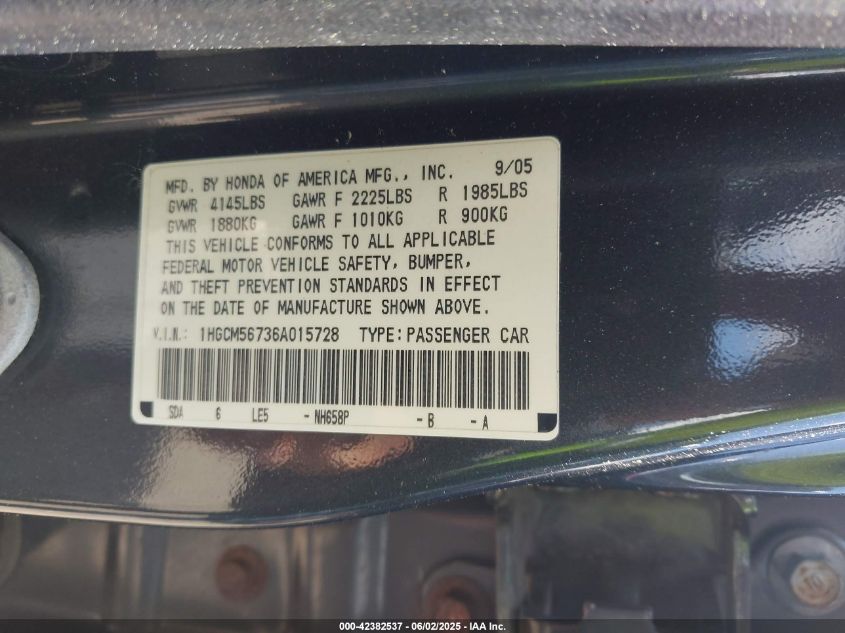 MFD. BY HONDA OF AMERICA MFG., INC. 9/05
GVWR 4145LBS GAWR F 2225LBS R 1985LBS
GVWR 1880KG GAWR F 1010KG R 900KG
THIS VEHICLE CONFORMS TO ALL APPLICABLE
FEDERAL MOTOR VEHICLE SAFETY, BUMPER,
AND THEFT PREVENTION STANDARDS IN EFFECT
ON THE DATE OF MANUFACTURE SHOWN ABOVE.
V.I.N.: 1HGCM56736A015728 TYPE: PASSENGER CAR
SDA 6 LE5 - NH658P - B - A
000-42382537 - 06/02/2025 - IAA Inc.